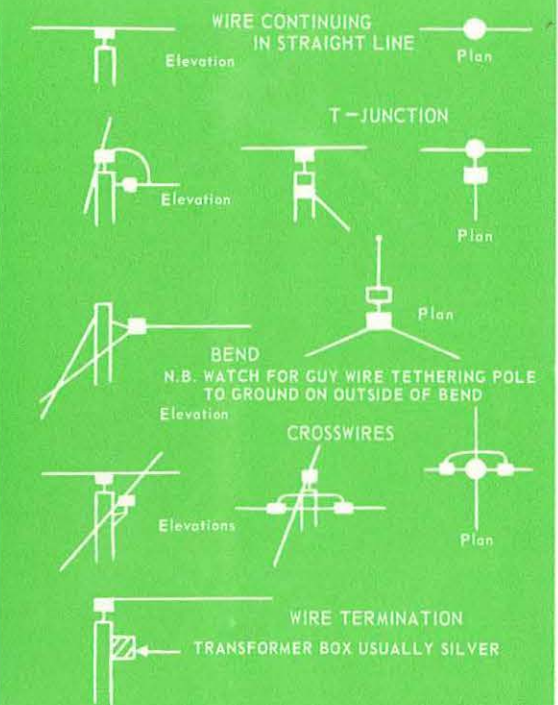 WIRE CONTINUING
IN STRAIGHT LINE
Elevation
Plan
T-JUNCTION
Elevation
Plan
Plan
BEND
N.B. WATCH FOR GUY WIRE TETHERING POLE
TO GROUND ON OUTSIDE OF BEND
Elevation
CROSSWIRES
Elevations
Plan
WIRE TERMINATION
TRANSFORMER BOX USUALLY SILVER